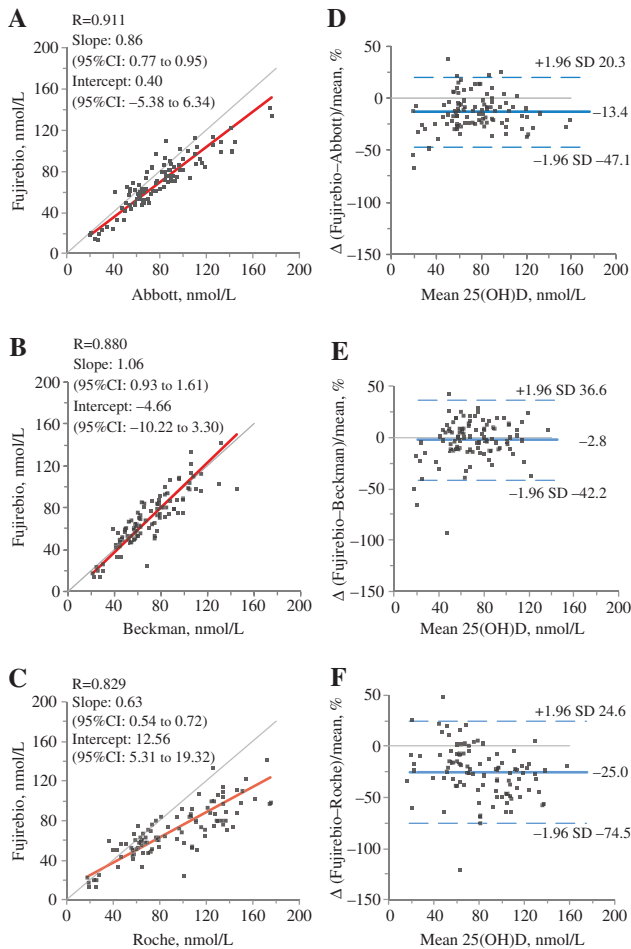 A
R=0.911
Slope: 0.86
(95%CI: 0.77 to 0.95)
Intercept: 0.40
(95%CI: −5.38 to 6.34)
200
160
120
80
40
0
0 40 80 120 160 200
Fujirebio, nmol/L
Abbott, nmol/L
D
50
0
−50
−100
−150
0 40 80 120 160 200
+1.96 SD 20.3
−13.4
−1.96 SD −47.1
Δ (Fujirebio–Abbott)/mean, %
Mean 25(OH)D, nmol/L
B
R=0.880
Slope: 1.06
(95%CI: 0.93 to 1.61)
Intercept: −4.66
(95%CI: −10.22 to 3.30)
200
160
120
80
40
0
0 40 80 120 160 200
Fujirebio, nmol/L
Beckman, nmol/L
E
50
0
−50
−100
−150
0 40 80 120 160 200
+1.96 SD 36.6
−2.8
−1.96 SD −42.2
Δ (Fujirebio–Beckman)/mean, %
Mean 25(OH)D, nmol/L
C
R=0.829
Slope: 0.63
(95%CI: 0.54 to 0.72)
Intercept: 12.56
(95%CI: 5.31 to 19.32)
200
160
120
80
40
0
0 40 80 120 160 200
Fujirebio, nmol/L
Roche, nmol/L
F
50
0
−50
−100
−150
0 40 80 120 160 200
+1.96 SD 24.6
−25.0
−1.96 SD −74.5
Δ (Fujirebio–Roche)/mean, %
Mean 25(OH)D, nmol/L